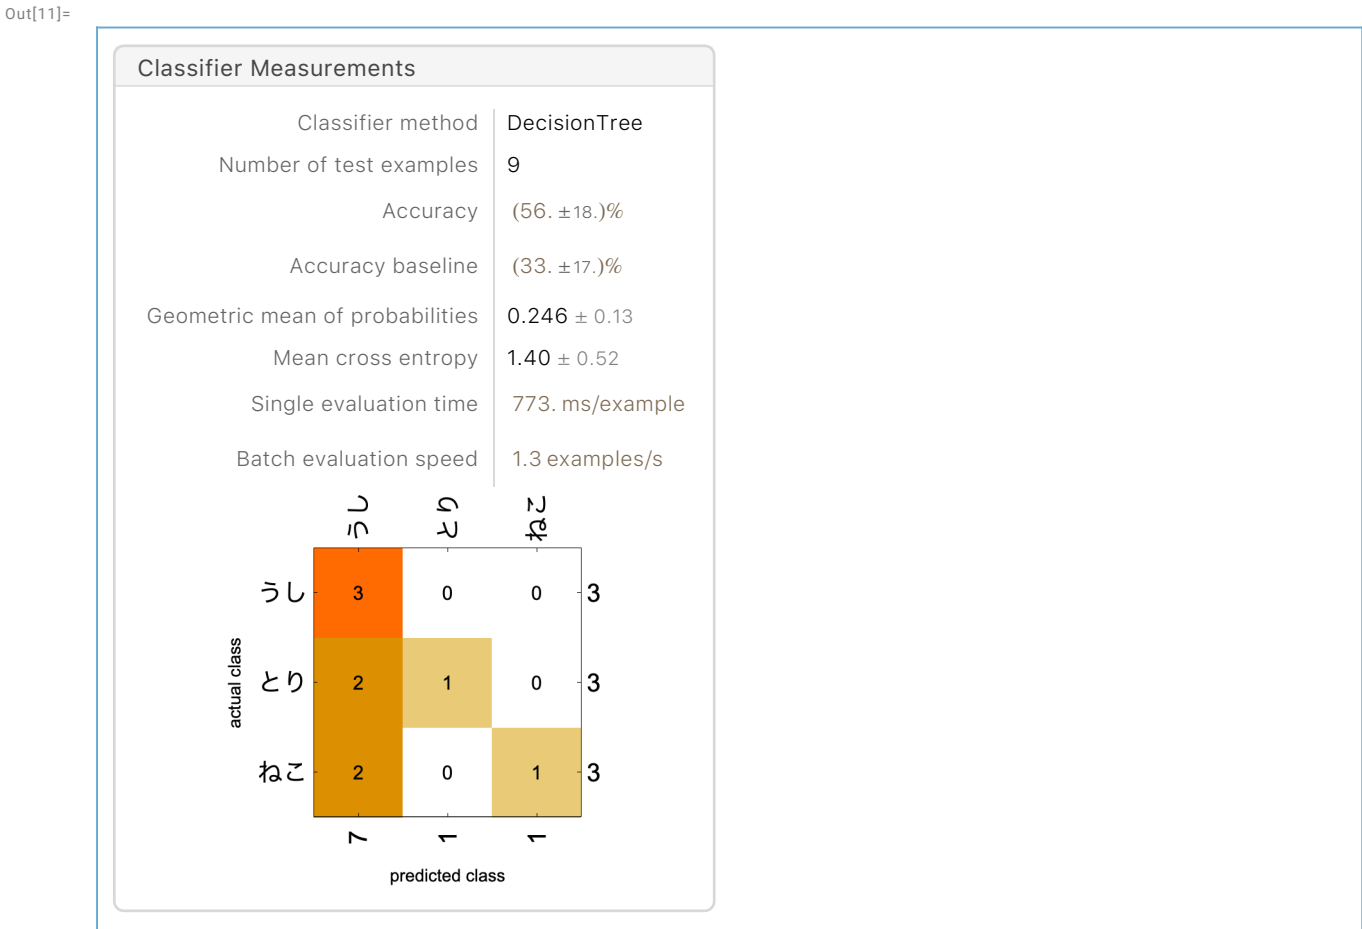 Out[11]=
Classifier Measurements
Classifier method DecisionTree
Number of test examples 9
Accuracy (56. ±18.)%
Accuracy baseline (33. ±17.)%
Geometric mean of probabilities 0.246 ± 0.13
Mean cross entropy 1.40 ± 0.52
Single evaluation time 773. ms/example
Batch evaluation speed 1.3 examples/s
うし とり ねこ
うし 3 0 0 3
とり 2 1 0 3
ねこ 2 0 1 3
actual class
7 1 1
predicted class